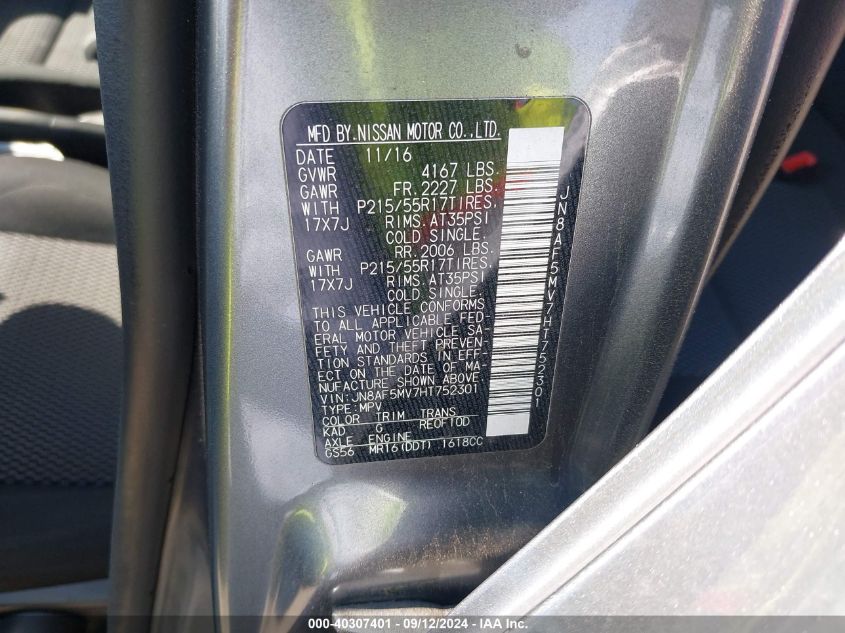 MFD BY.NISSAN MOTOR CO.,LTD.
DATE 11/16
GVWR 4167 LBS.
GAWR FR. 2227 LBS.
WITH P215/55R17TIRES.
17X7J RIMS. AT35PSI
COLD SINGLE.
GAWR RR. 2006 LBS.
WITH P215/55R17TIRES.
17X7J RIMS. AT35PSI
COLD SINGLE.
THIS VEHICLE CONFORMS
TO ALL APPLICABLE FED-
ERAL MOTOR VEHICLE SA-
FETY AND THEFT PREVEN-
TION STANDARDS IN EFF-
ECT ON THE DATE OF MA-
NUFACTURE SHOWN ABOVE
VIN:JN8AF5MV7HT752301
TYPE:MPV
COLOR TRIM TRANS
KAD G RE0F10D
AXLE ENGINE
GS56 MR16(DDT) 1618CC
JN8AF5MV7HT752301
000-40307401 - 09/12/2024 - IAA Inc.